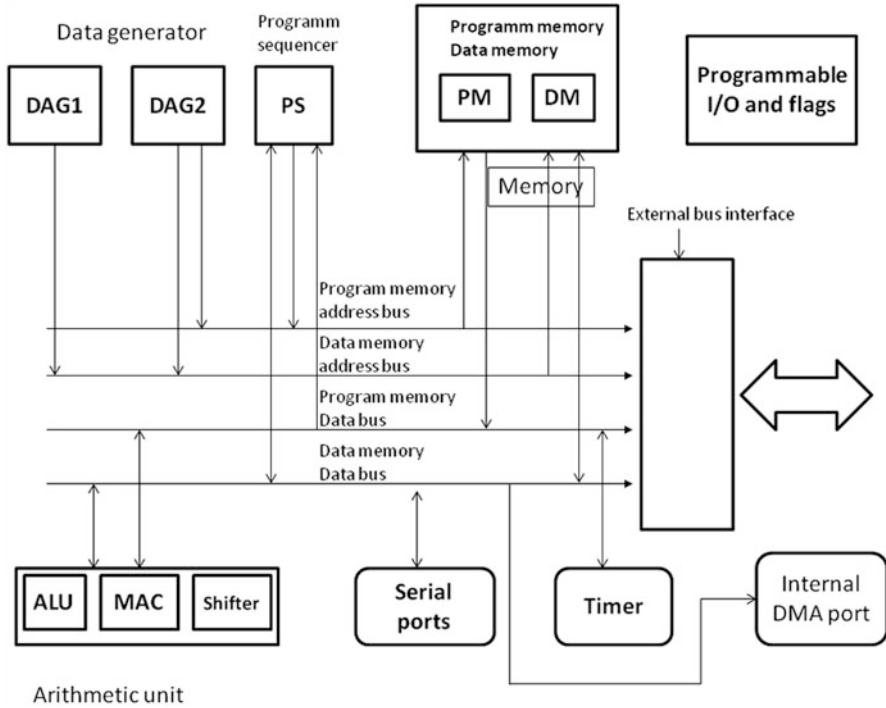 Data generator
Programm
sequencer
Programm memory
Data memory
DAG1
DAG2
PS
PM
DM
Programmable
I/O and flags
Memory
External bus interface
Program memory
address bus
Data memory
address bus
Program memory
Data bus
Data memory
Data bus
ALU
MAC
Shifter
Serial
ports
Timer
Internal
DMA port
Arithmetic unit